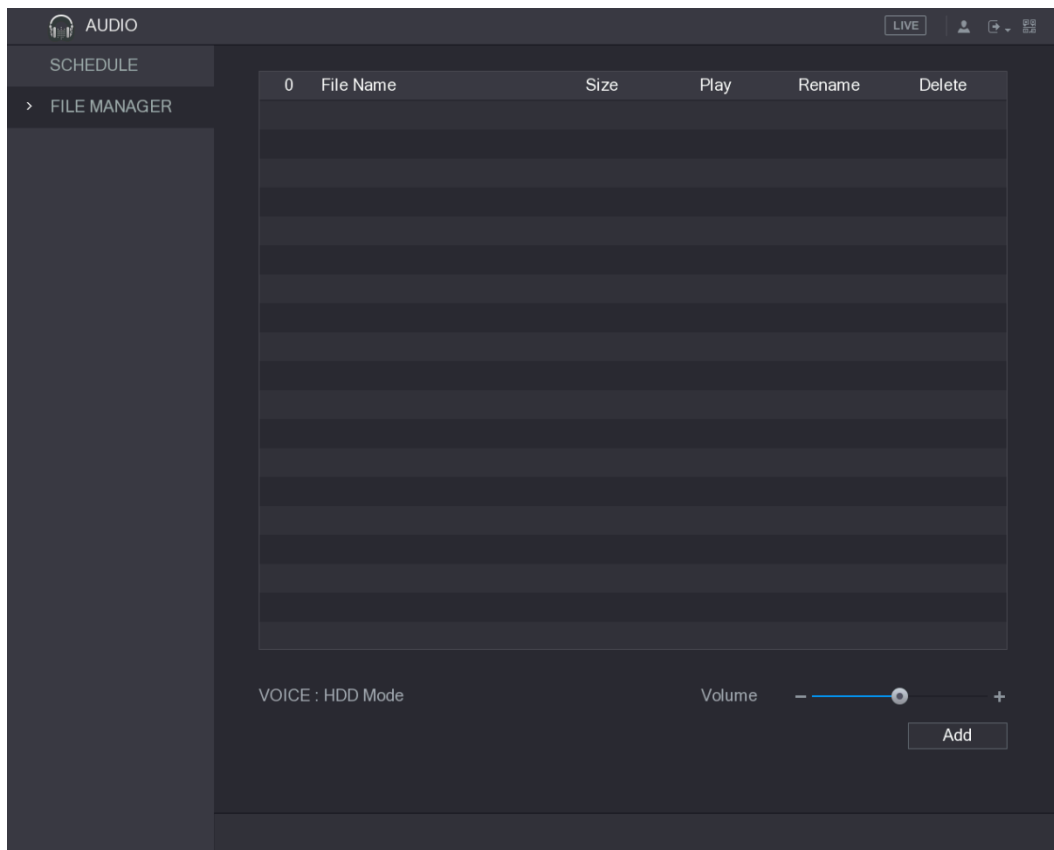 AUDIO
LIVE
SCHEDULE
FILE MANAGER
0 File Name Size Play Rename Delete
VOICE : HDD Mode Volume
Add